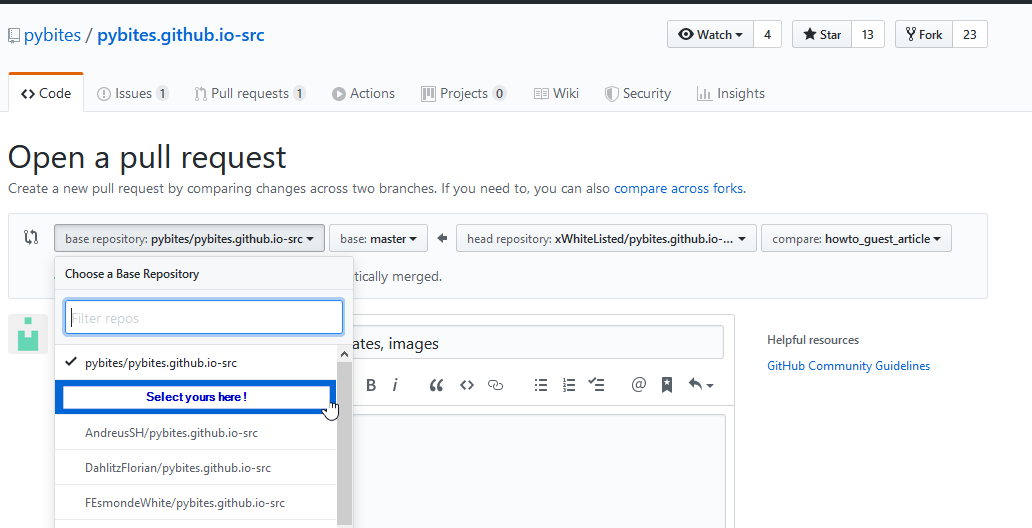 pybites / pybites.github.io-src
Watch 4 Star 13 Fork 23
Code Issues 1 Pull requests 1 Actions Projects 0 Wiki Security Insights
Open a pull request
Create a new pull request by comparing changes across two branches. If you need to, you can also compare across forks.
base repository: pybites/pybites.github.io-src base: master head repository: xWhiteListed/pybites.github.io-... compare: howto_guest_article
Choose a Base Repository
tically merged.
Filter repos
ates, images
Helpful resources
pybites/pybites.github.io-src
GitHub Community Guidelines
B i
Select yours here !
AndreusSH/pybites.github.io-src
DahlitzFlorian/pybites.github.io-src
FEsmondeWhite/pybites.github.io-src